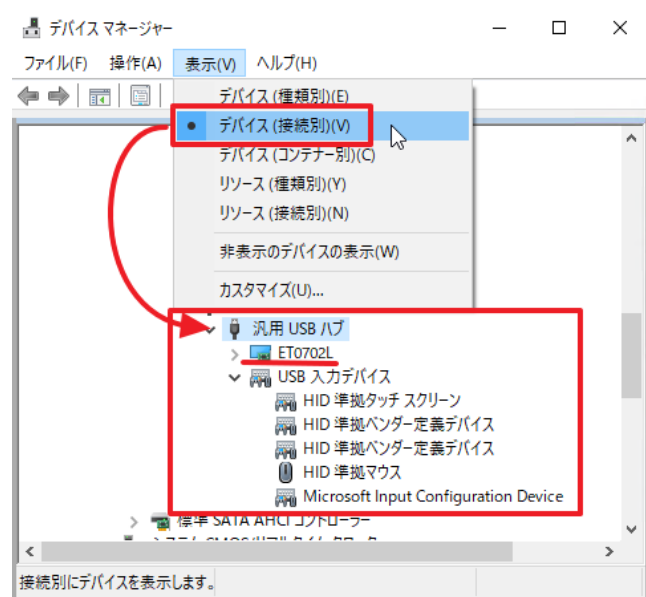 デバイス マネージャー
ファイル(F) 操作(A) 表示(V) ヘルプ(H)
デバイス (種類別)(E)
デバイス (接続別)(V)
デバイス (コンテナー別)(C)
リソース (種類別)(Y)
リソース (接続別)(N)
非表示のデバイスの表示(W)
カスタマイズ(U)...
汎用 USB ハブ
ET0702L
USB 入力デバイス
HID 準拠タッチ スクリーン
HID 準拠ベンダー定義デバイス
HID 準拠ベンダー定義デバイス
HID 準拠マウス
Microsoft Input Configuration Device
標準 SATA AHCI コントローラー
接続別にデバイスを表示します。